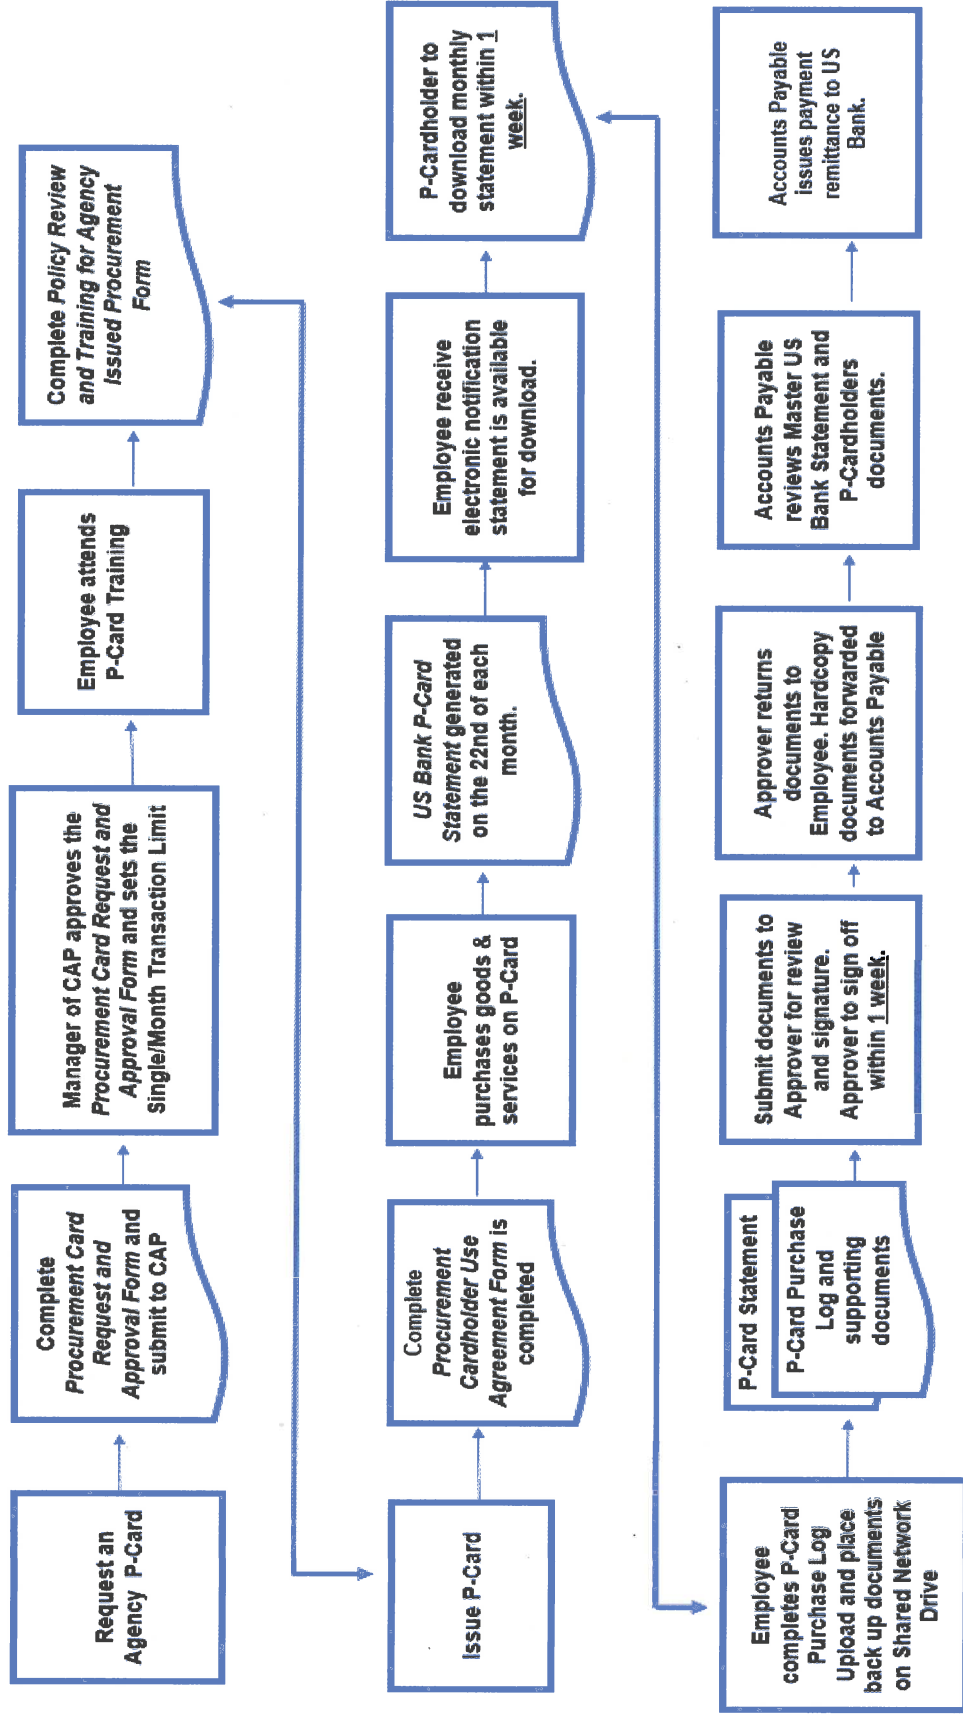 Request an
Agency P-Card
Complete
Procurement Card
Request and
Approval Form and
submit to CAP
Manager of CAP approves the
Procurement Card Request and
Approval Form and sets the
Single/Month Transaction Limit
Employee attends
P-Card Training
Complete Policy Review
and Training for Agency
Issued Procurement
Form
Issue P-Card
Complete
Procurement
Cardholder Use
Agreement Form is
completed
Employee
purchases goods &
services on P-Card
US Bank P-Card
Statement generated
on the 22nd of each
month.
Employee receive
electronic notification
statement is available
for download.
P-Cardholder to
download monthly
statement within 1
week.
Employee
completes P-Card
Purchase Log
Upload and place
back up documents
on Shared Network
Drive
P-Card Statement
P-Card Purchase
Log and
supporting
documents
Submit documents to
Approver for review
and signature.
Approver to sign off
within 1 week.
Approver returns
documents to
Employee. Hardcopy
documents forwarded
to Accounts Payable
Accounts Payable
reviews Master US
Bank Statement and
P-Cardholders
documents.
Accounts Payable
issues payment
remittance to US
Bank.